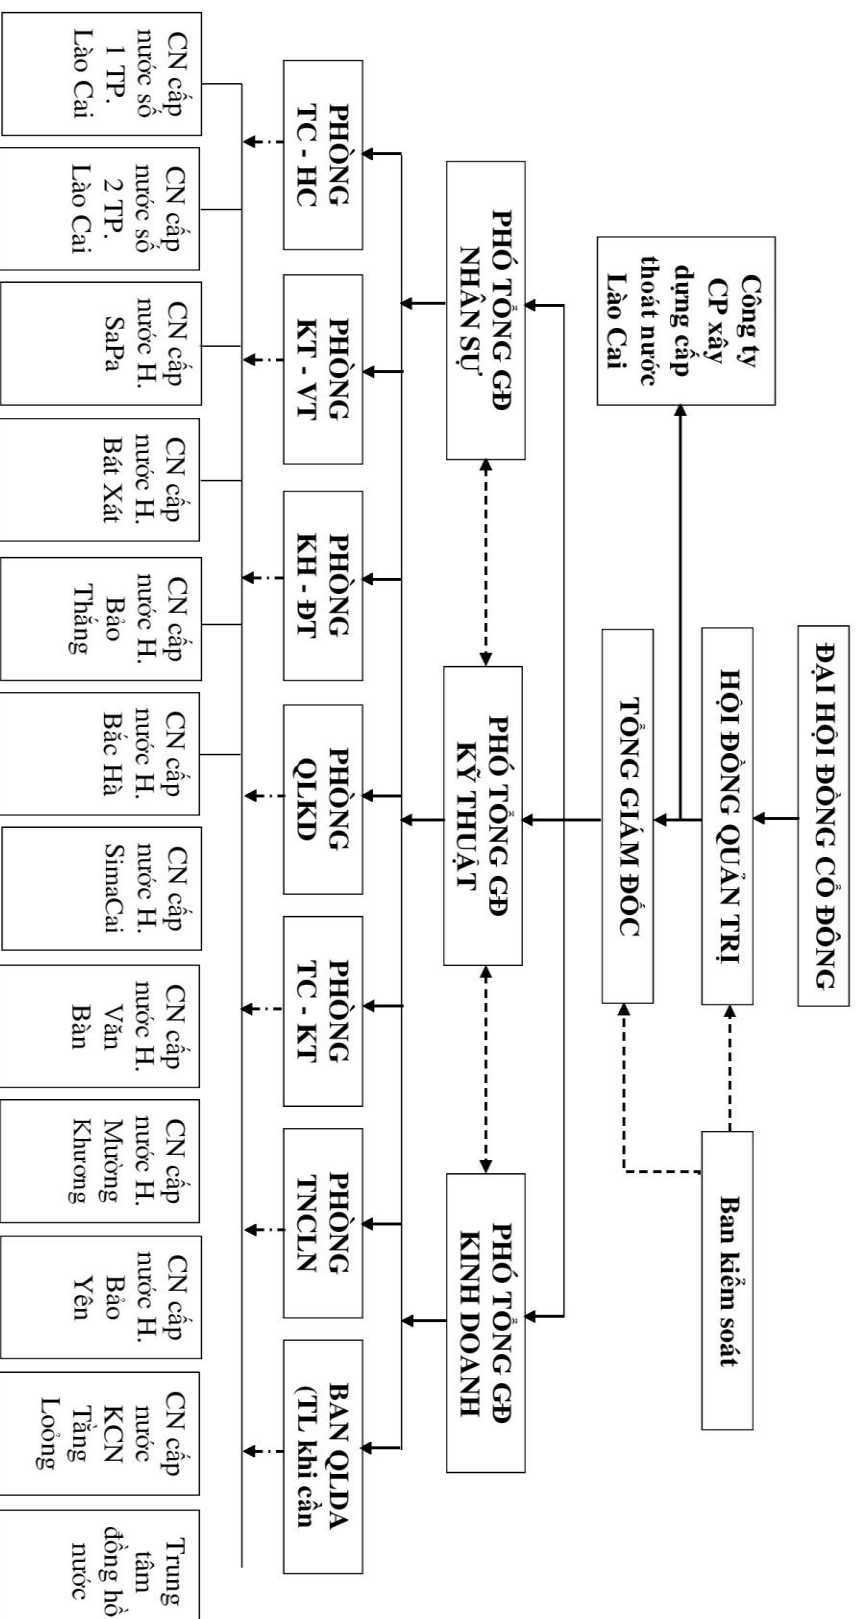 ĐẠI HỘI ĐỒNG CỔ ĐÔNG
HỘI ĐỒNG QUẢN TRỊ
Ban kiểm soát
Công ty
CP xây
dựng cấp
thoát nước
Lào Cai
TỔNG GIÁM ĐỐC
PHÓ TỔNG GĐ
NHÂN SỰ
PHÓ TỔNG GĐ
KỸ THUẬT
PHÓ TỔNG GĐ
KINH DOANH
PHÒNG
TC - HC
PHÒNG
KT - VT
PHÒNG
KH - ĐT
PHÒNG
QLKD
PHÒNG
TC - KT
PHÒNG
TNCLN
BAN QLDA
(TL khi cần
CN cấp
nước số
1 TP.
Lào Cai
CN cấp
nước số
2 TP.
Lào Cai
CN cấp
nước H.
SaPa
CN cấp
nước H.
Bát Xát
CN cấp
nước H.
Bảo
Thắng
CN cấp
nước H.
Bắc Hà
CN cấp
nước H.
SimaCai
CN cấp
nước H.
Văn
Bàn
CN cấp
nước H.
Mường
Khương
CN cấp
nước H.
Bảo
Yên
CN cấp
nước
KCN
Tằng
Loỏng
Trung
tâm
đồng hồ
nước